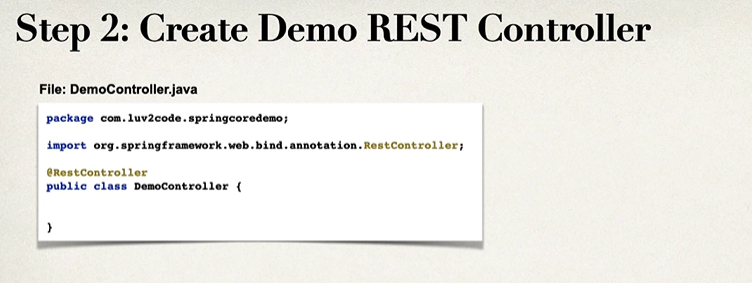 Step 2: Create Demo REST Controller
File: DemoController.java
package com.luv2code.springcoredemo;
import org.springframework.web.bind.annotation.RestController;
@RestController
public class DemoController {
}